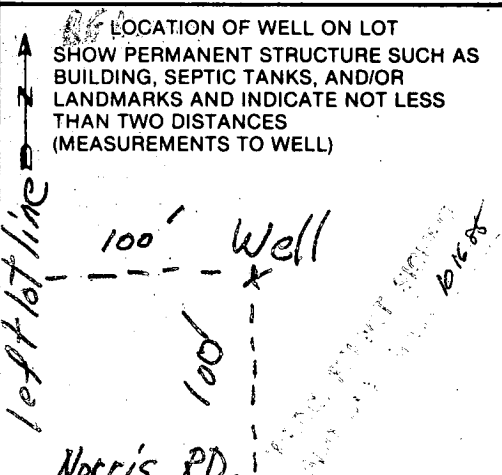 LOCATION OF WELL ON LOT
SHOW PERMANENT STRUCTURE SUCH AS
BUILDING, SEPTIC TANKS, AND/OR
LANDMARKS AND INDICATE NOT LESS
THAN TWO DISTANCES
(MEASUREMENTS TO WELL)
N
left lot line
100'
Well
100'
Norris RD.